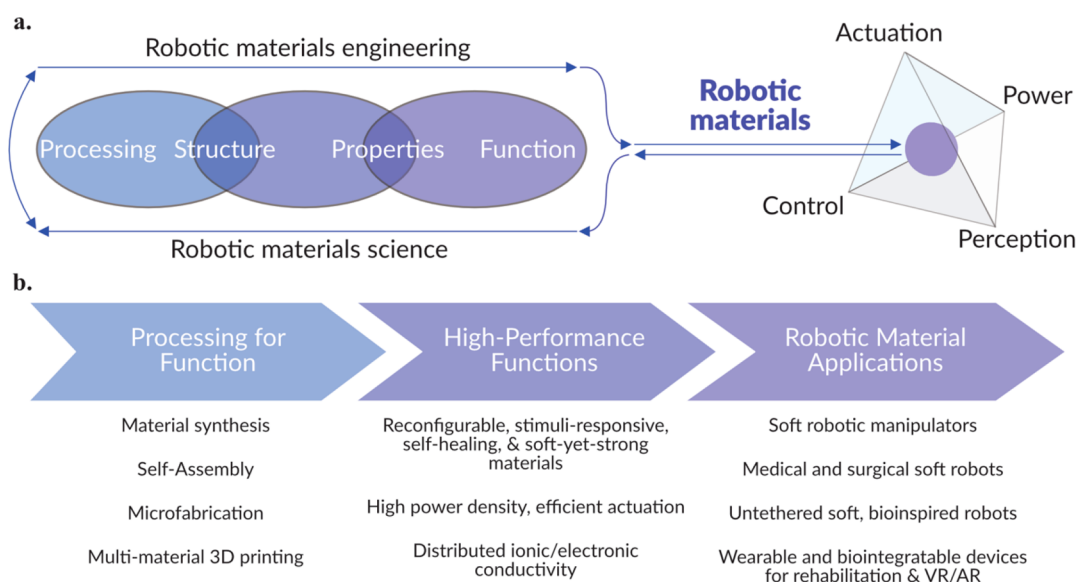 a.
Robotic materials engineering
Processing Structure Properties Function
Robotic materials science
Robotic
materials
Actuation
Power
Control
Perception
b.
Processing for
Function
High-Performance
Functions
Robotic Material
Applications
Material synthesis
Self-Assembly
Microfabrication
Multi-material 3D printing
Reconfigurable, stimuli-responsive,
self-healing, & soft-yet-strong
materials
High power density, efficient actuation
Distributed ionic/electronic
conductivity
Soft robotic manipulators
Medical and surgical soft robots
Untethered soft, bioinspired robots
Wearable and biointegratable devices
for rehabilitation & VR/AR